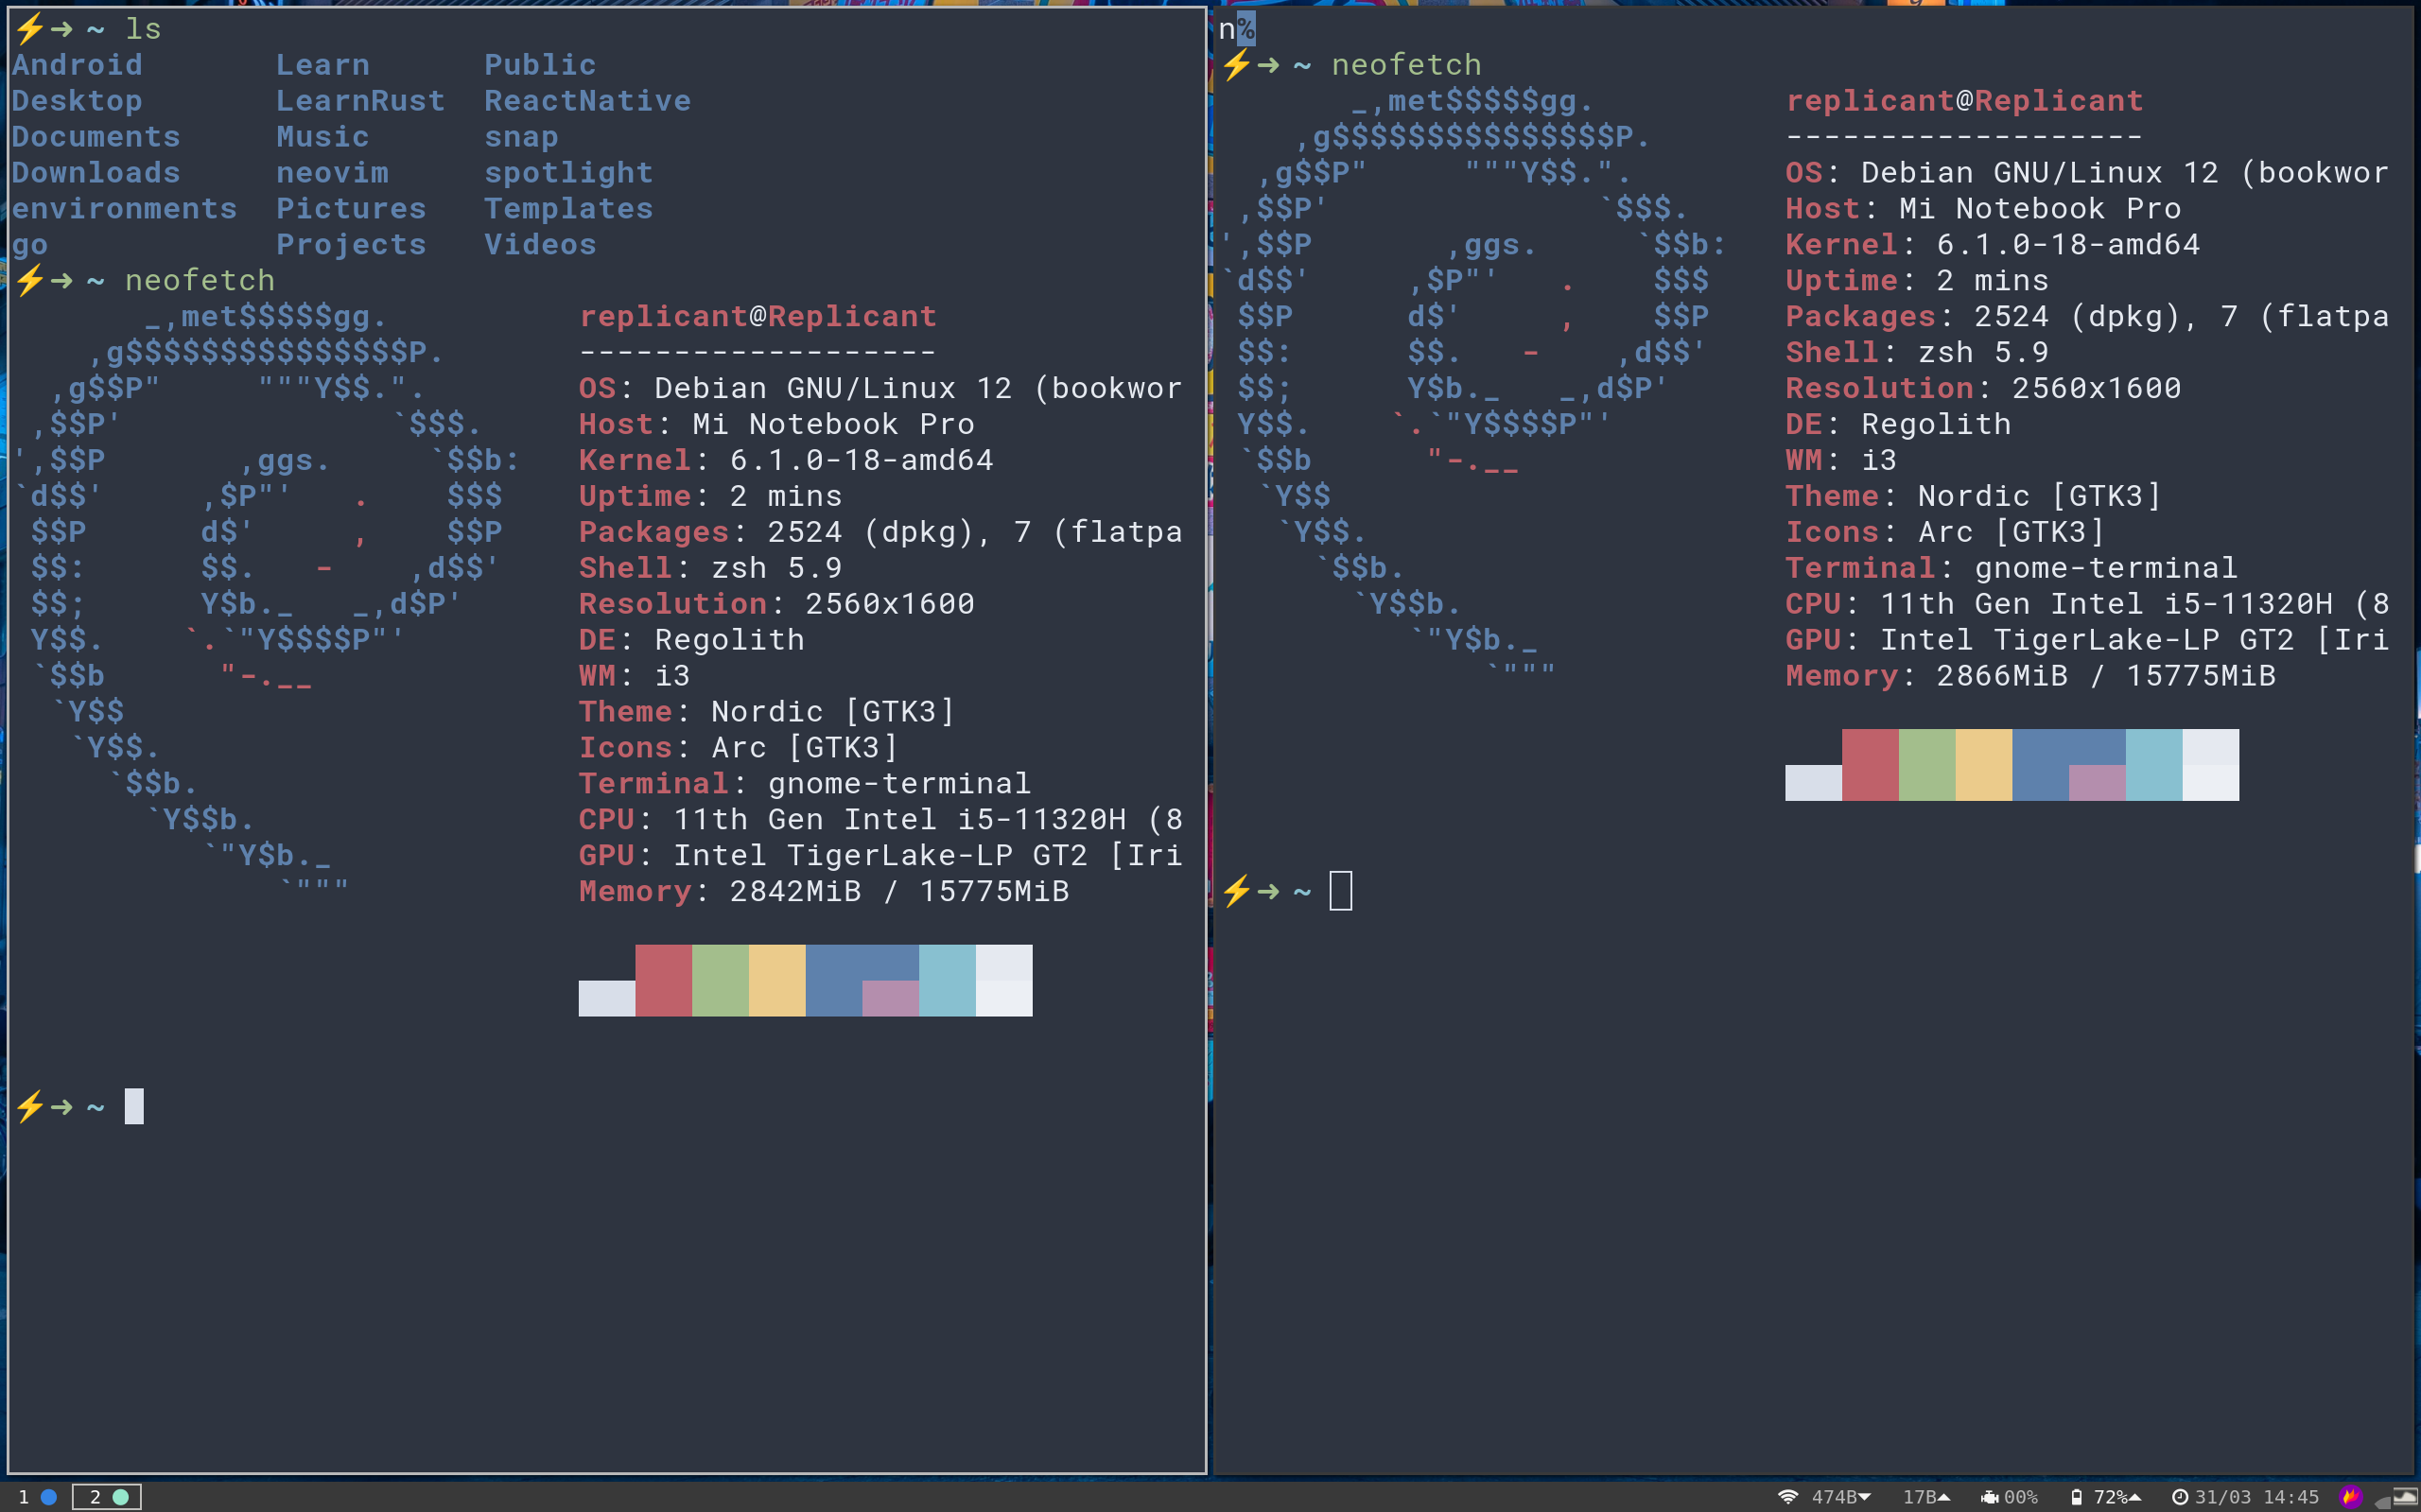 ⚡➜ ~ ls
Android       Learn      Public
Desktop       LearnRust  ReactNative
Documents     Music      snap
Downloads     neovim     spotlight
environments  Pictures   Templates
go            Projects   Videos
⚡➜ ~ neofetch
       _,met$$$$$gg.
    ,g$$$$$$$$$$$$$$$P.
  ,g$$P"     """Y$$.".
 ,$$P'               `$$$.
',$$P       ,ggs.     `$$b:
`d$$'     ,$P"'   .    $$$
 $$P      d$'     ,    $$P
 $$:      $$.   -    ,d$$'
 $$;      Y$b._   _,d$P'
 Y$$.    `.`"Y$$$$P"'
 `$$b      "-.__
  `Y$$
   `Y$$.
     `$$b.
       `Y$$b.
          `"Y$b._
              `"""
replicant@Replicant
-------------------
OS: Debian GNU/Linux 12 (bookwor
Host: Mi Notebook Pro
Kernel: 6.1.0-18-amd64
Uptime: 2 mins
Packages: 2524 (dpkg), 7 (flatpa
Shell: zsh 5.9
Resolution: 2560x1600
DE: Regolith
WM: i3
Theme: Nordic [GTK3]
Icons: Arc [GTK3]
Terminal: gnome-terminal
CPU: 11th Gen Intel i5-11320H (8
GPU: Intel TigerLake-LP GT2 [Iri
Memory: 2842MiB / 15775MiB
⚡➜ ~
n%
⚡➜ ~ neofetch
       _,met$$$$$gg.
    ,g$$$$$$$$$$$$$$$P.
  ,g$$P"     """Y$$.".
 ,$$P'               `$$$.
',$$P       ,ggs.     `$$b:
`d$$'     ,$P"'   .    $$$
 $$P      d$'     ,    $$P
 $$:      $$.   -    ,d$$'
 $$;      Y$b._   _,d$P'
 Y$$.    `.`"Y$$$$P"'
 `$$b      "-.__
  `Y$$
   `Y$$.
     `$$b.
       `Y$$b.
          `"Y$b._
              `"""
replicant@Replicant
-------------------
OS: Debian GNU/Linux 12 (bookwor
Host: Mi Notebook Pro
Kernel: 6.1.0-18-amd64
Uptime: 2 mins
Packages: 2524 (dpkg), 7 (flatpa
Shell: zsh 5.9
Resolution: 2560x1600
DE: Regolith
WM: i3
Theme: Nordic [GTK3]
Icons: Arc [GTK3]
Terminal: gnome-terminal
CPU: 11th Gen Intel i5-11320H (8
GPU: Intel TigerLake-LP GT2 [Iri
Memory: 2866MiB / 15775MiB
⚡➜ ~
1 2 474B 17B 00% 72% 31/03 14:45